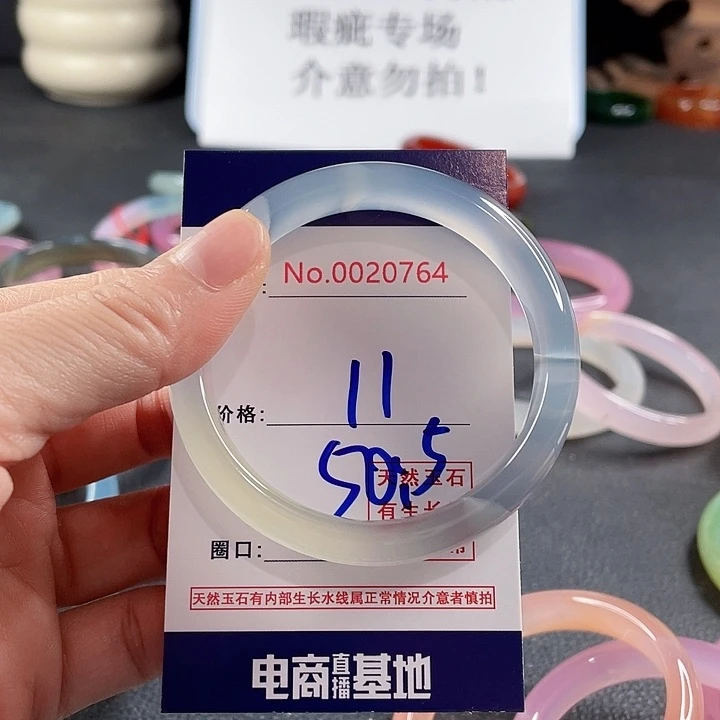 瑕疵专场
介意勿拍！
No.0020764
价格: 11
50.5
天然玉石
有生长
圈口:
天然玉石有内部生长水线属正常情况介意者慎拍
电商直播基地